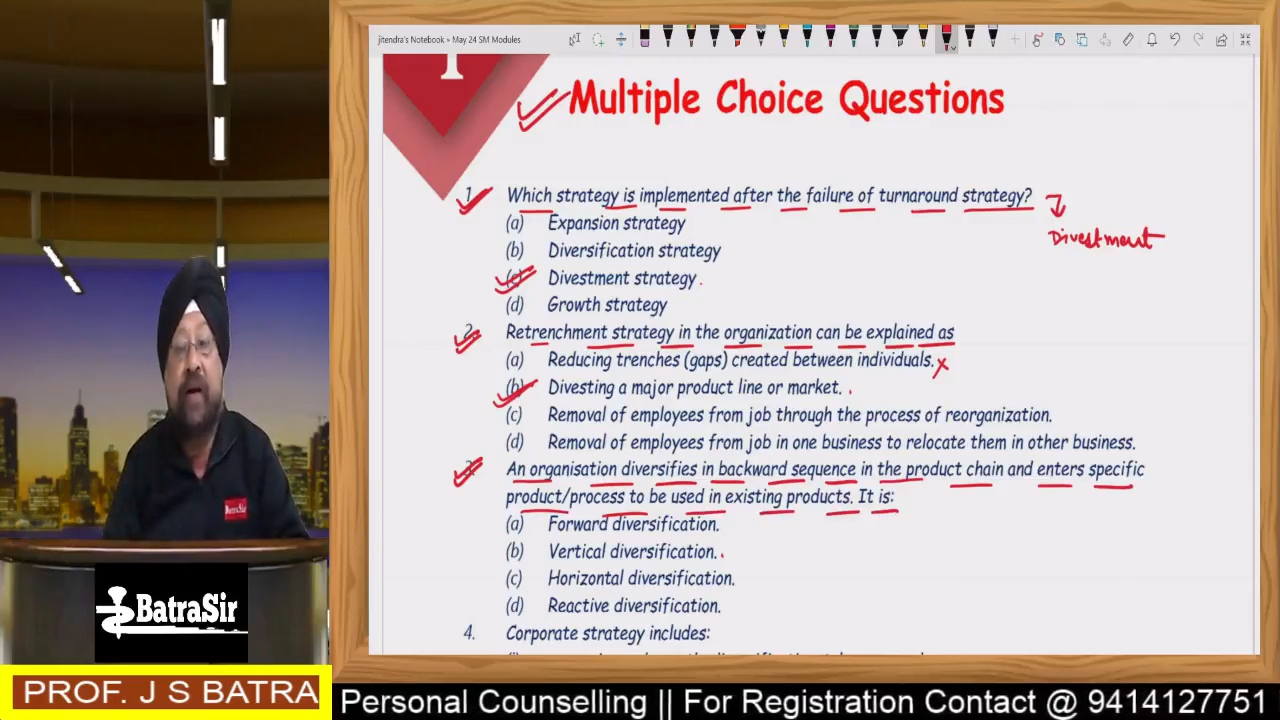 jitendra's Notebook » May 24 SM Modules
1
Multiple Choice Questions
1. Which strategy is implemented after the failure of turnaround strategy?
Divestment
(a) Expansion strategy
(b) Diversification strategy
(c) Divestment strategy
(d) Growth strategy
2. Retrenchment strategy in the organization can be explained as
(a) Reducing trenches (gaps) created between individuals.
(b) Divesting a major product line or market.
(c) Removal of employees from job through the process of reorganization.
(d) Removal of employees from job in one business to relocate them in other business.
3. An organisation diversifies in backward sequence in the product chain and enters specific
product/process to be used in existing products. It is:
(a) Forward diversification.
(b) Vertical diversification.
(c) Horizontal diversification.
(d) Reactive diversification.
4. Corporate strategy includes:
BatraSir
BatraSir
PROF. J S BATRA
Personal Counselling || For Registration Contact @ 9414127751